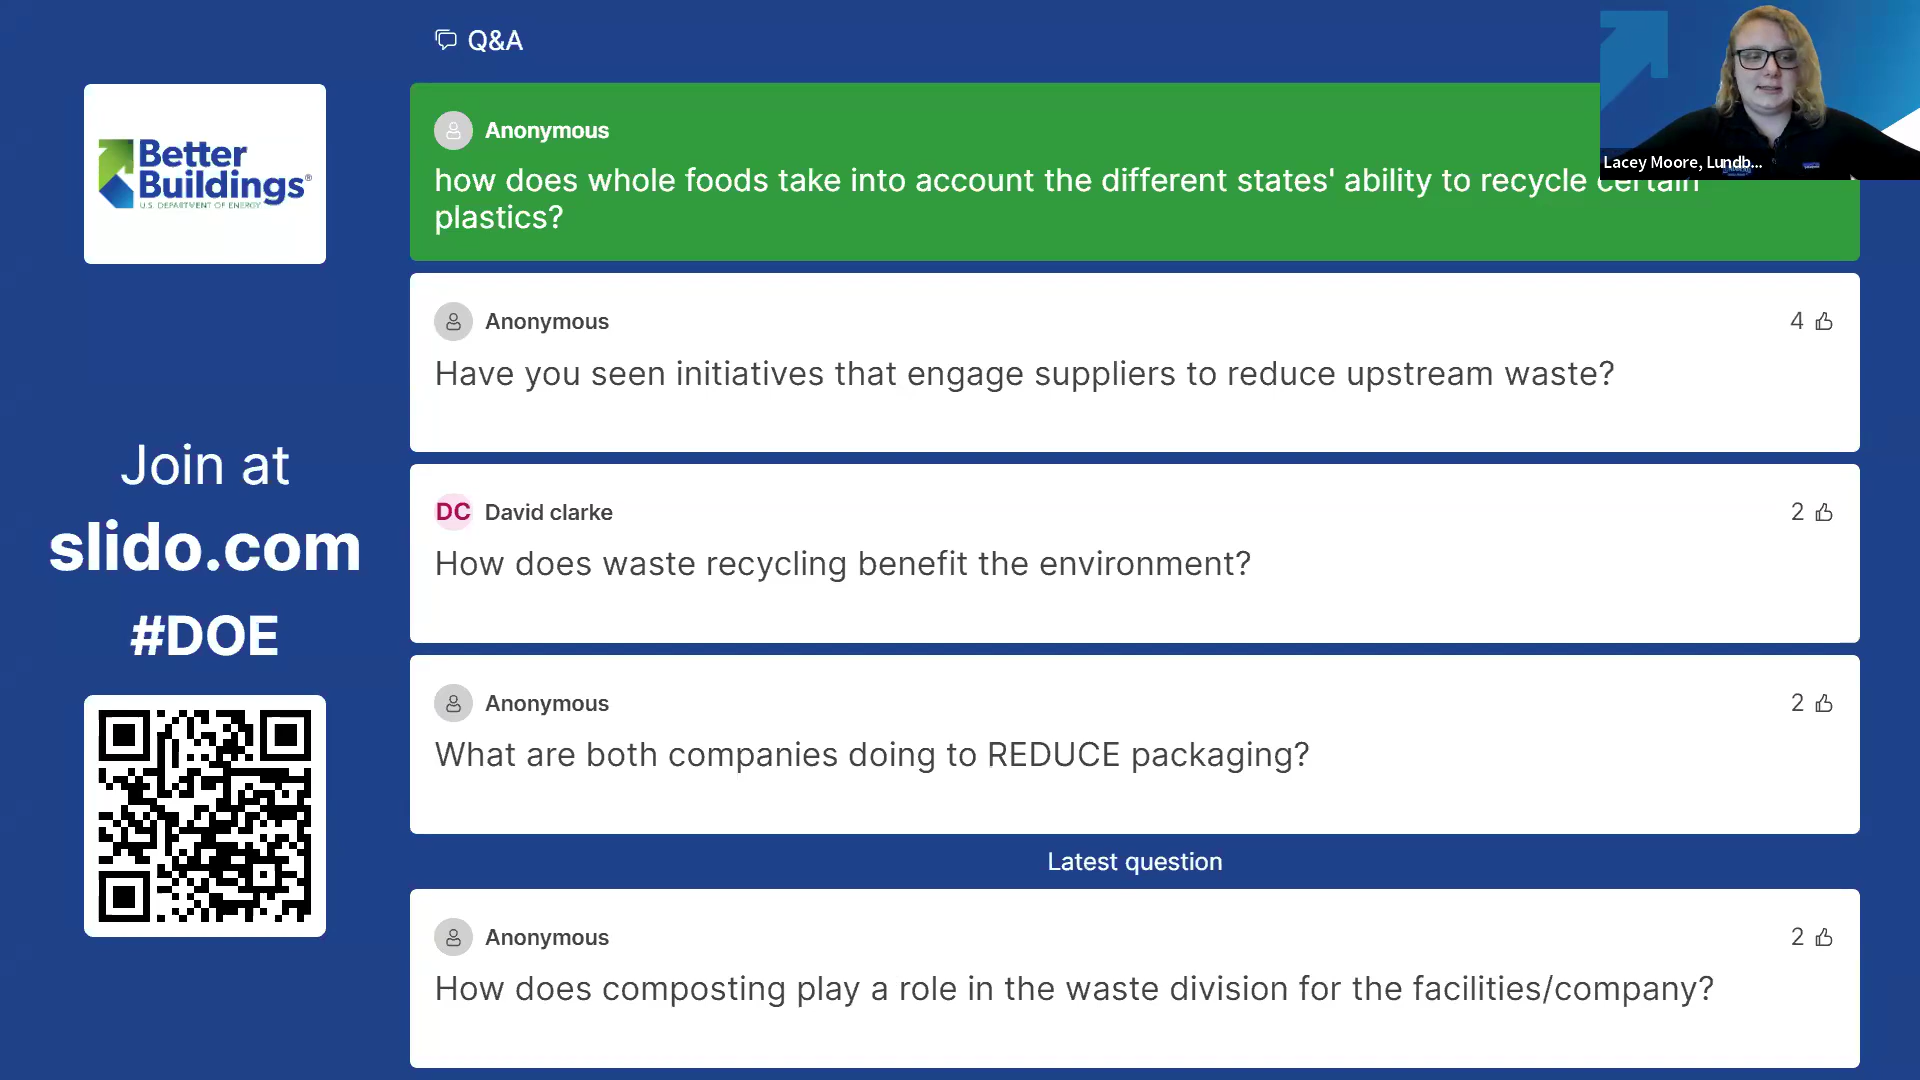 Q&A
Better
Buildings®
U.S. DEPARTMENT OF ENERGY
Join at
slido.com
#DOE
Anonymous
how does whole foods take into account the different states' ability to recycle certain
plastics?
Lacey Moore, Lundb...
Anonymous
4
Have you seen initiatives that engage suppliers to reduce upstream waste?
DC David clarke
2
How does waste recycling benefit the environment?
Anonymous
2
What are both companies doing to REDUCE packaging?
Latest question
Anonymous
2
How does composting play a role in the waste division for the facilities/company?